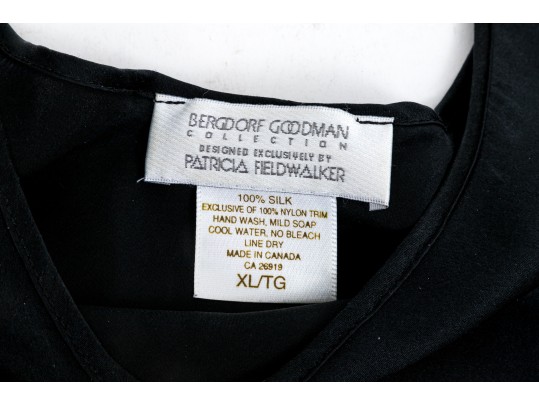 BERGDORF GOODMAN
COLLECTION
DESIGNED EXCLUSIVELY BY
PATRICIA FIELDWALKER
100% SILK
EXCLUSIVE OF 100% NYLON TRIM
HAND WASH, MILD SOAP
COOL WATER, NO BLEACH
LINE DRY
MADE IN CANADA
CA 26919
XL/TG